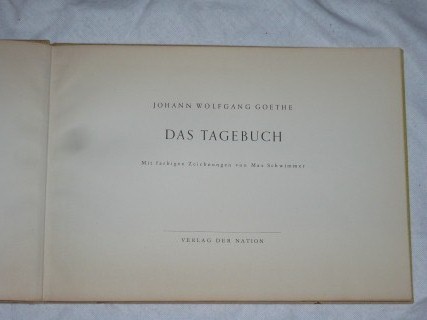 JOHANN WOLFGANG GOETHE
DAS TAGEBUCH
Mit farbigen Zeichnungen von Max Schwimmer
VERLAG DER NATION